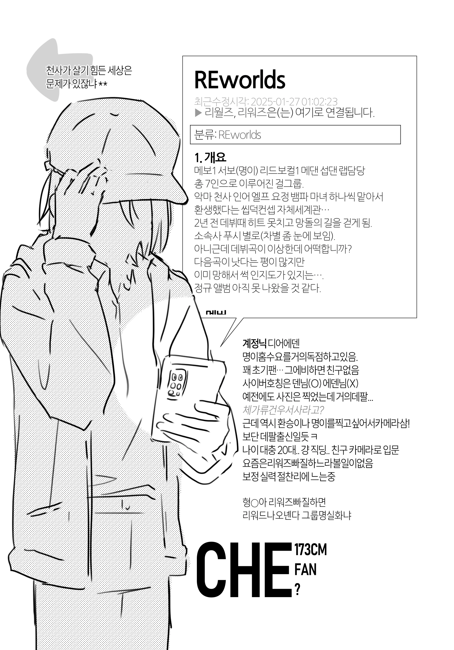 천사가 살기 힘든 세상은
문제가 있잖냐 **
REworlds
최근수정시각: 2025-01-27 01:02:23
▶ 리월즈, 리워즈은(는) 여기로 연결됩니다.
분류: REworlds
1. 개요
메보1 서보(명이) 리드보컬1 메댄 섭댄 랩담당
총 7인으로 이루어진 걸그룹.
악마 천사 인어 엘프 요정 뱀파 마녀 하나씩 맡아서
환생했다는 씹덕컨셉 자체세계관…
2년 전 데뷔때 히트 못치고 망돌의 길을 걷게 됨.
소속사 푸시 별로(차별 좀 눈에 보임).
아니근데 데뷔곡이 이상한데 어떡합니까?
다음곡이 낫다는 평이 많지만
이미 망해서 썩 인지도가 있지는….
정규 앨범 아직 못 나왔을 것 같다.
계정닉 디어에덴
명이홈수요를거의독점하고있음.
꽤 초기팬… 그에비하면 친구없음
사이버호칭은 덴님(O) 에덴님(X)
예전에도 사진은 찍었는데 거의데팔...
체가류건우서사라고?
근데 역시 환승이나 명이를찍고싶어서카메라삼!
보단 데팔출신일듯 ㅋ
나이 대충 20대.. 걍 직딩.. 친구 카메라로 입문
요즘은리워즈빠질하느라볼일이없음
보정 실력 절찬리에 느는중
형○아 리워즈빠질하면
리워드나오냔다 그룹명실화냐
CHE
173CM
FAN
?